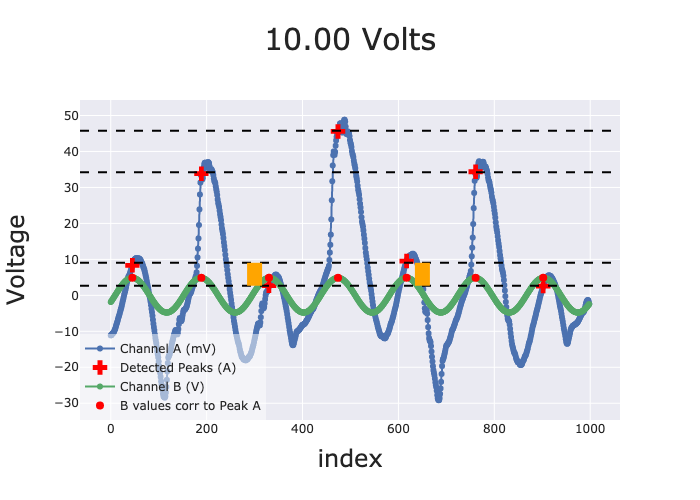 10.00 Volts
Voltage
50
40
30
20
10
0
−10
−20
−30
Channel A (mV)
Detected Peaks (A)
Channel B (V)
B values corr to Peak A
0 200 400 600 800 1000
index